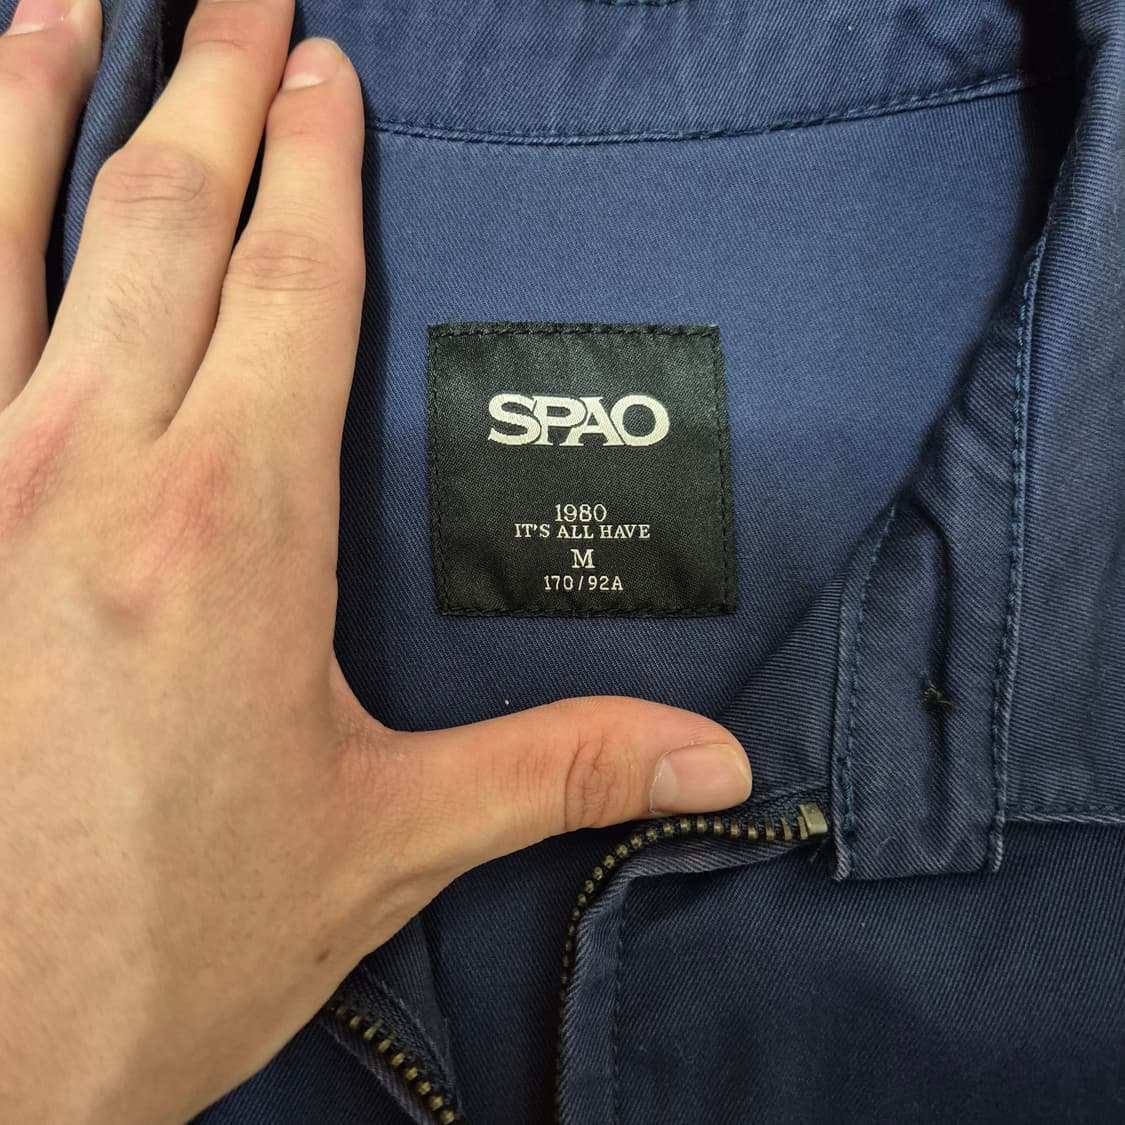 SPAO
1980
IT'S ALL HAVE
M
170/92A